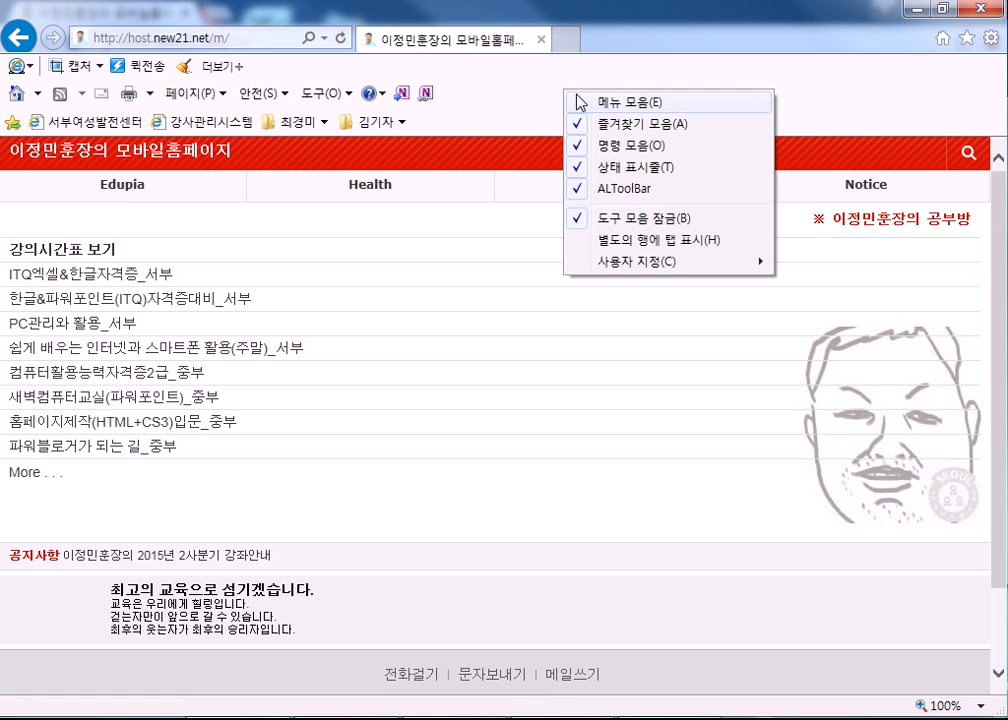 http://host.new21.net/m/
이정민훈장의 모바일홈페...
캡처
퀵전송
더보기+
페이지(P)
안전(S)
도구(O)
서부여성발전센터
강사관리시스템
최경미
김기자
메뉴 모음(E)
즐겨찾기 모음(A)
명령 모음(O)
상태 표시줄(T)
ALToolBar
도구 모음 잠금(B)
별도의 행에 탭 표시(H)
사용자 지정(C)
이정민훈장의 모바일홈페이지
Edupia
Health
Notice
※ 이정민훈장의 공부방
강의시간표 보기
ITQ엑셀&한글자격증_서부
한글&파워포인트(ITQ)자격증대비_서부
PC관리와 활용_서부
쉽게 배우는 인터넷과 스마트폰 활용(주말)_서부
컴퓨터활용능력자격증2급_중부
새벽컴퓨터교실(파워포인트)_중부
홈페이지제작(HTML+CS3)입문_중부
파워블로거가 되는 길_중부
More . . .
SEOUL
공지사항 이정민훈장의 2015년 2사분기 강좌안내
최고의 교육으로 섬기겠습니다.
교육은 우리에게 힐링입니다.
걷는자만이 앞으로 갈 수 있습니다.
최후의 웃는자가 최후의 승리자입니다.
전화걸기 | 문자보내기 | 메일쓰기
100%